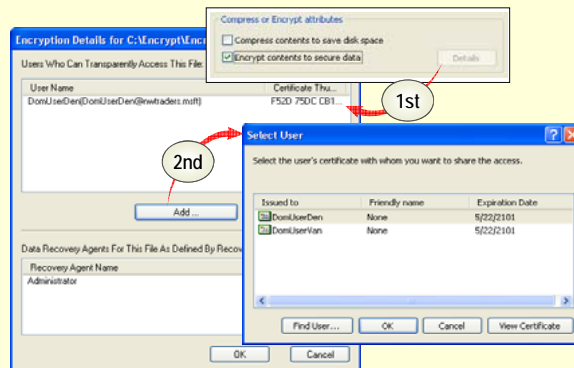 Compress or Encrypt attributes
Compress contents to save disk space
Encrypt contents to secure data
Details
1st
Encryption Details for C:\Encrypt\Encr
Users Who Can Transparently Access This File:
User Name
Certificate Thu...
DomUserDen(DomUserDen@nwtraders.msft)
F52D 75DC CB1...
2nd
Add ...
Data Recovery Agents For This File As Defined By Recov
Recovery Agent Name
Administrator
OK
Cancel
Select User
Select the user's certificate with whom you want to share the access.
Issued to
Friendly name
Expiration Date
DomUserDen
None
5/22/2101
DomUserVan
None
5/22/2101
Find User...
OK
Cancel
View Certificate